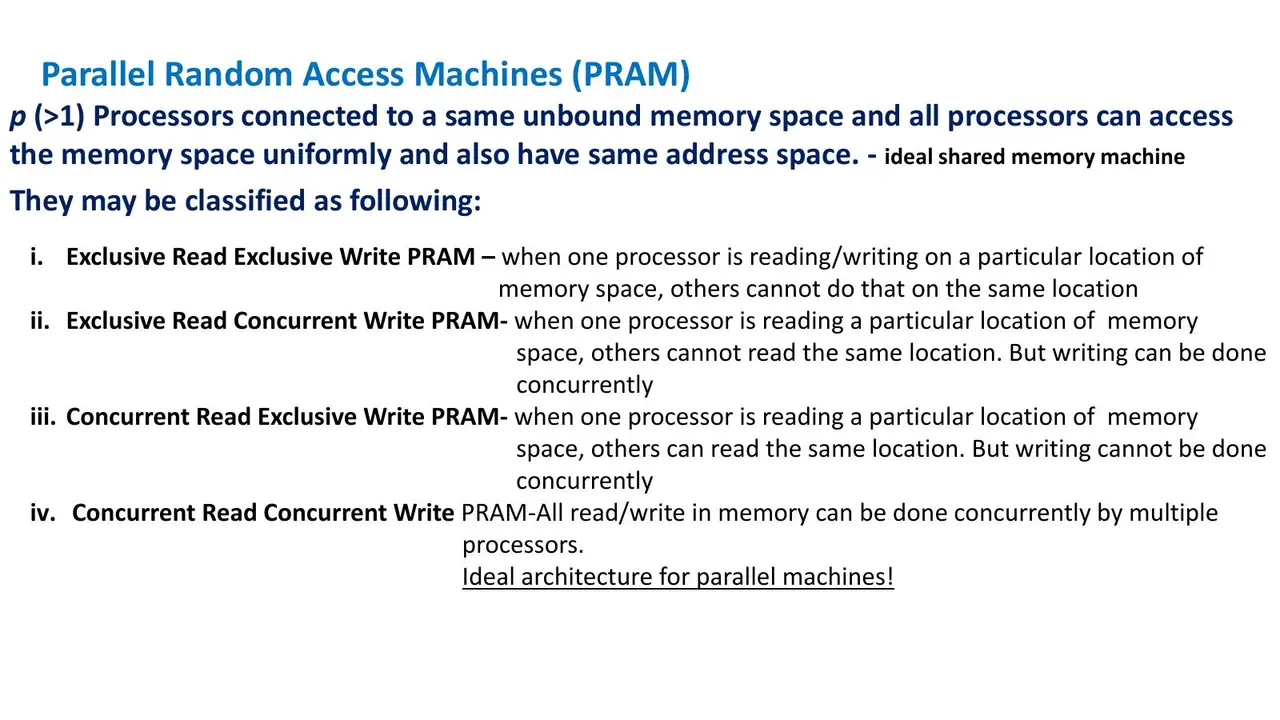 Parallel Random Access Machines (PRAM)
p (>1) Processors connected to a same unbound memory space and all processors can access
the memory space uniformly and also have same address space. - ideal shared memory machine
They may be classified as following:
i. Exclusive Read Exclusive Write PRAM – when one processor is reading/writing on a particular location of
memory space, others cannot do that on the same location
ii. Exclusive Read Concurrent Write PRAM- when one processor is reading a particular location of memory
space, others cannot read the same location. But writing can be done
concurrently
iii. Concurrent Read Exclusive Write PRAM- when one processor is reading a particular location of memory
space, others can read the same location. But writing cannot be done
concurrently
iv. Concurrent Read Concurrent Write PRAM-All read/write in memory can be done concurrently by multiple
processors.
Ideal architecture for parallel machines!